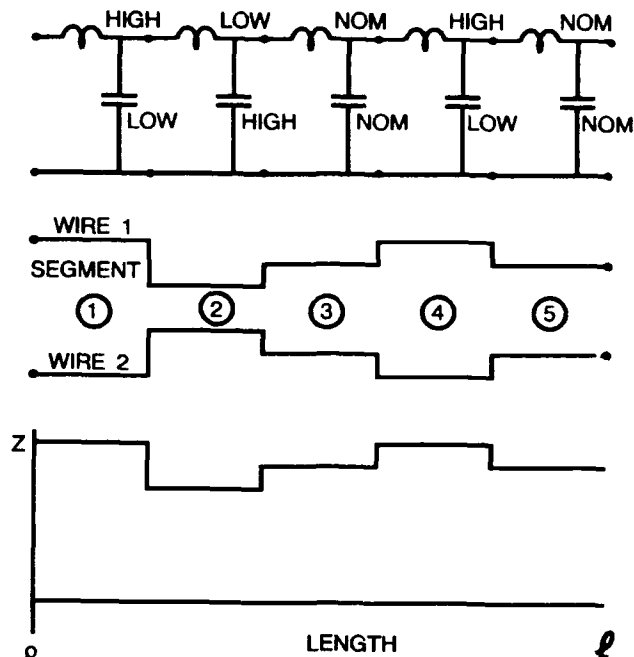 HIGH LOW NOM HIGH NOM
LOW HIGH NOM LOW NOM
WIRE 1
SEGMENT
1 2 3 4 5
WIRE 2
Z
o LENGTH ℓ